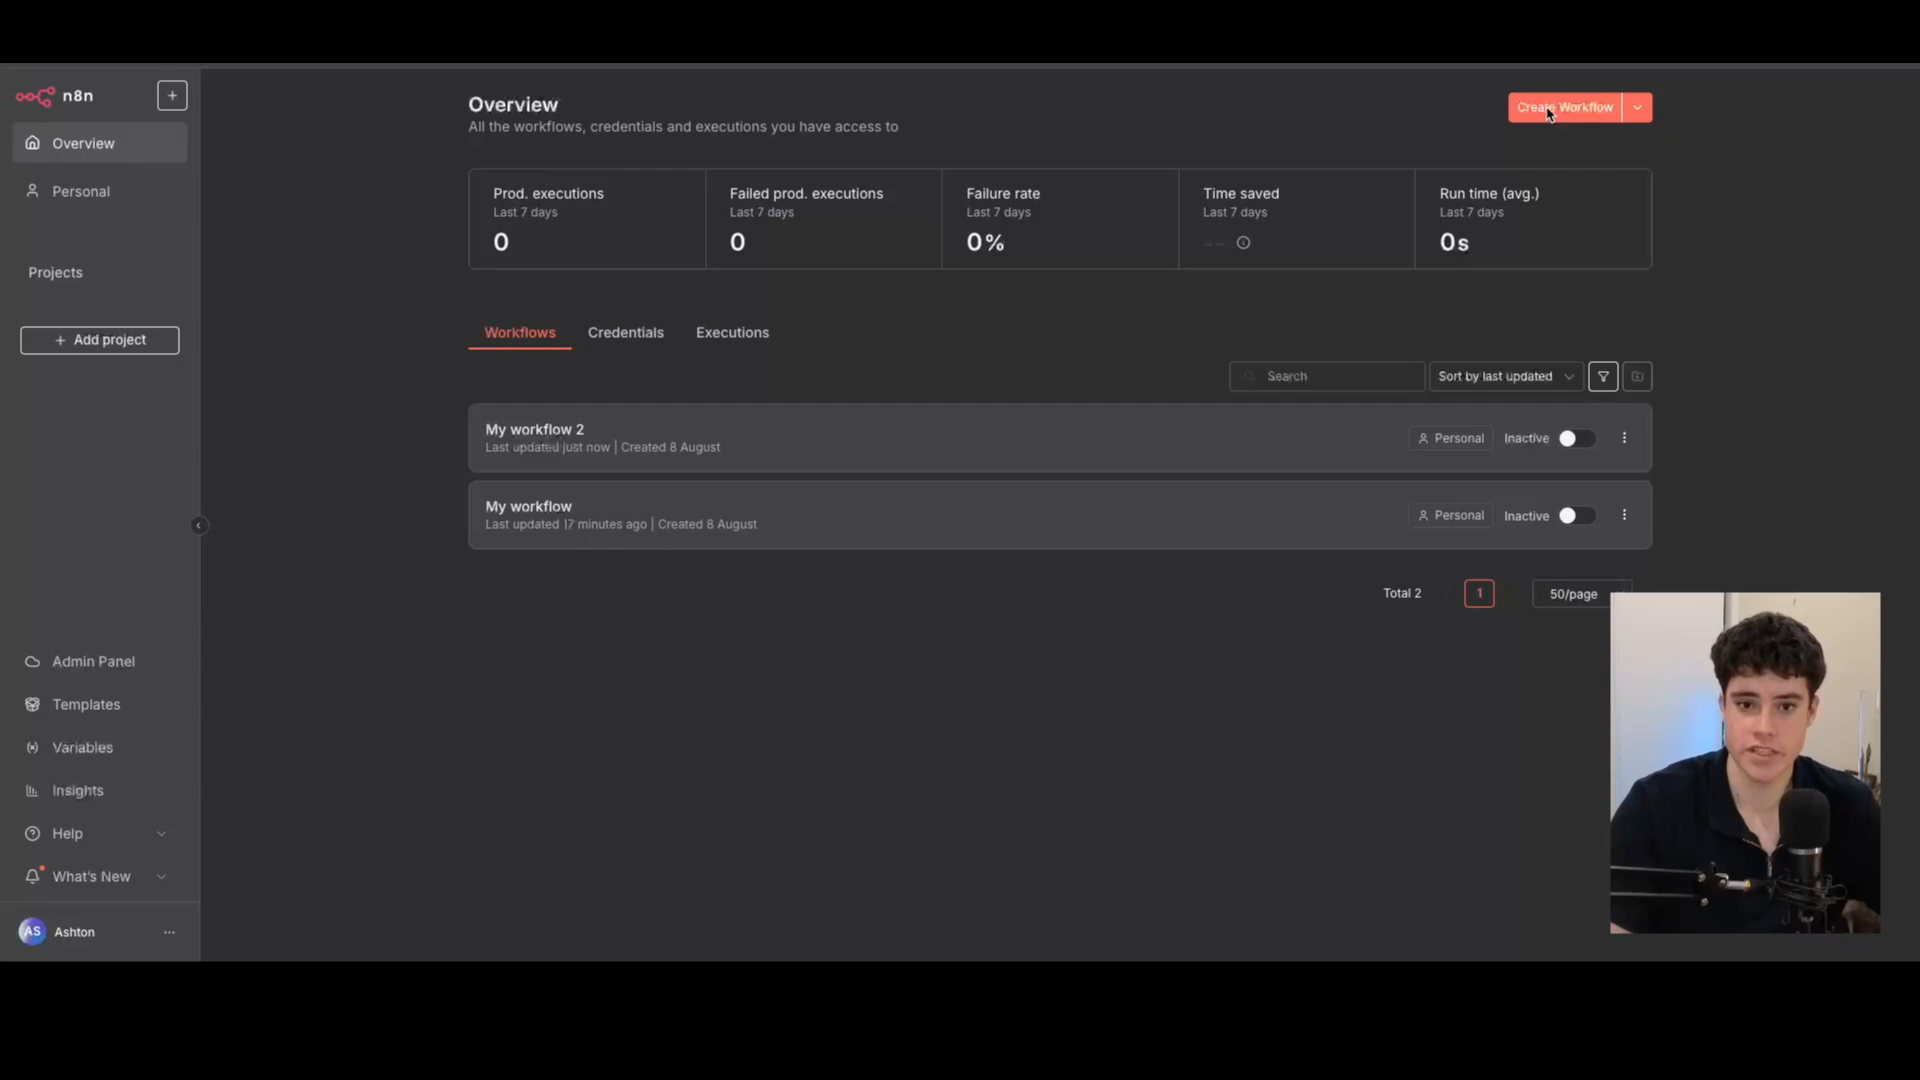 n8n
Overview
Personal
Projects
Add project
Admin Panel
Templates
Variables
Insights
Help
What's New
AS Ashton
Overview
All the workflows, credentials and executions you have access to
Create Workflow
Prod. executions
Last 7 days
0
Failed prod. executions
Last 7 days
0
Failure rate
Last 7 days
0%
Time saved
Last 7 days
--
Run time (avg.)
Last 7 days
0s
Workflows Credentials Executions
Search Sort by last updated
My workflow 2
Last updated just now | Created 8 August
Personal Inactive
My workflow
Last updated 17 minutes ago | Created 8 August
Personal Inactive
Total 2 1 50/page